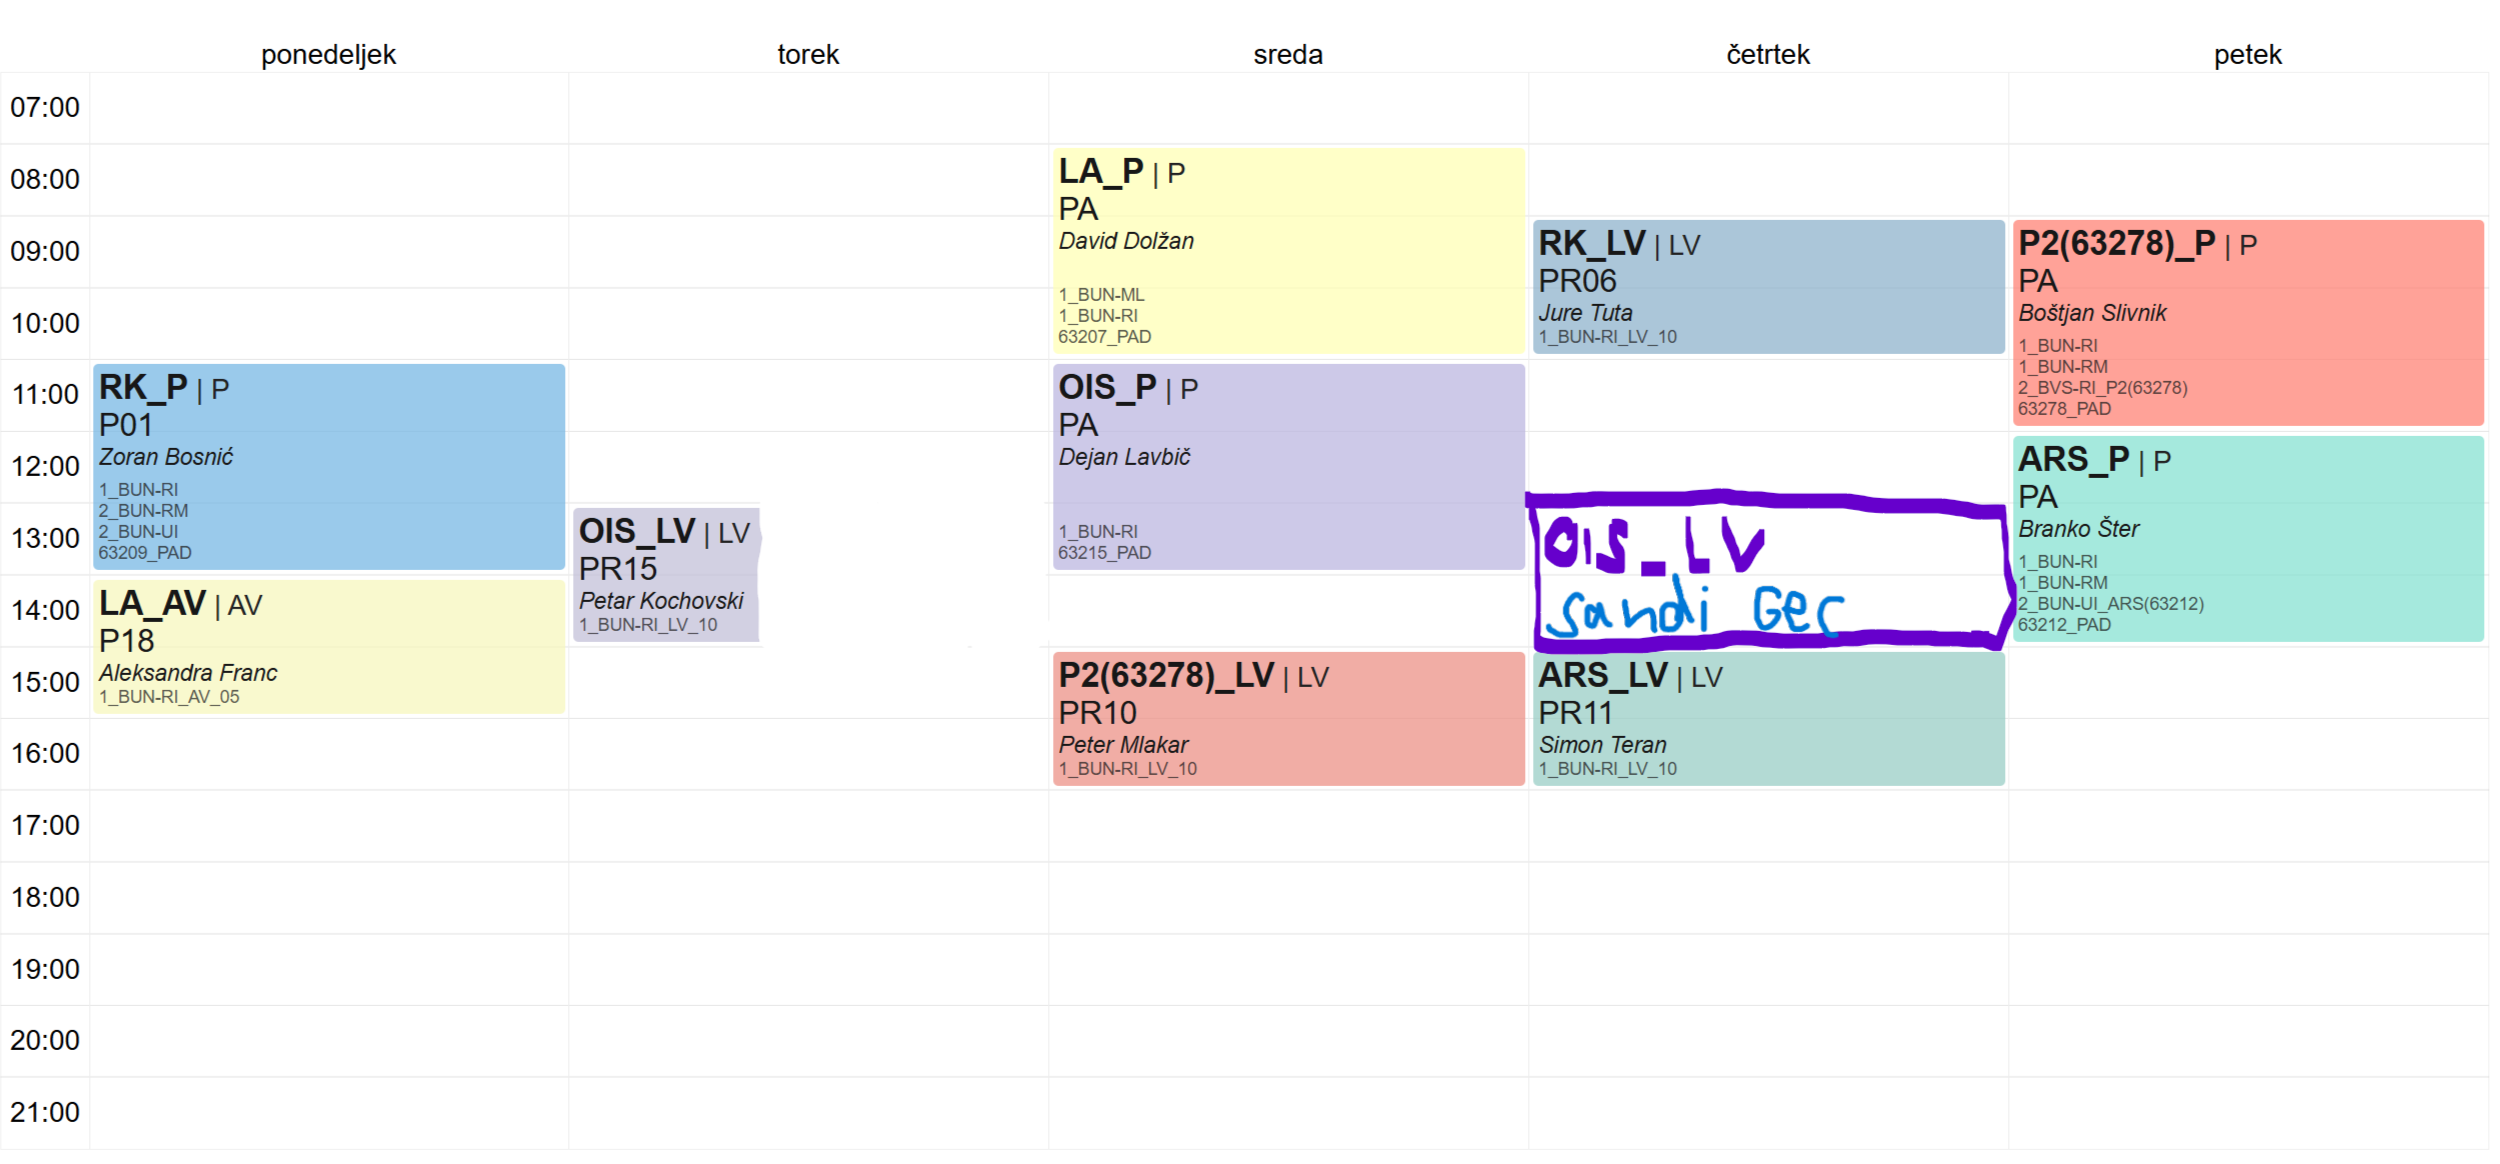 ponedeljek
torek
sreda
četrtek
petek
07:00
08:00
09:00
10:00
11:00
12:00
13:00
14:00
15:00
16:00
17:00
18:00
19:00
20:00
21:00
RK_P | P
P01
Zoran Bosnić
1_BUN-RI
2_BUN-RM
2_BUN-UI
63209_PAD
LA_AV | AV
P18
Aleksandra Franc
1_BUN-RI_AV_05
OIS_LV | LV
PR15
Petar Kochovski
1_BUN-RI_LV_10
LA_P | P
PA
David Dolžan
1_BUN-ML
1_BUN-RI
63207_PAD
OIS_P | P
PA
Dejan Lavbič
1_BUN-RI
63215_PAD
P2(63278)_LV | LV
PR10
Peter Mlakar
1_BUN-RI_LV_10
RK_LV | LV
PR06
Jure Tuta
1_BUN-RI_LV_10
OIS_LV
Sandi Gec
ARS_LV | LV
PR11
Simon Teran
1_BUN-RI_LV_10
P2(63278)_P | P
PA
Boštjan Slivnik
1_BUN-RI
1_BUN-RM
2_BVS-RI_P2(63278)
63278_PAD
ARS_P | P
PA
Branko Šter
1_BUN-RI
1_BUN-RM
2_BUN-UI_ARS(63212)
63212_PAD